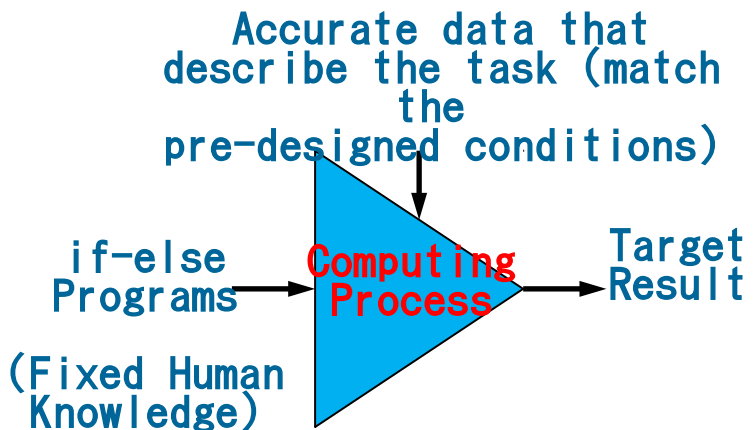 Accurate data that
describe the task (match
the
pre-designed conditions)
if-else
Programs
(Fixed Human
Knowledge)
Computing
Process
Target
Result